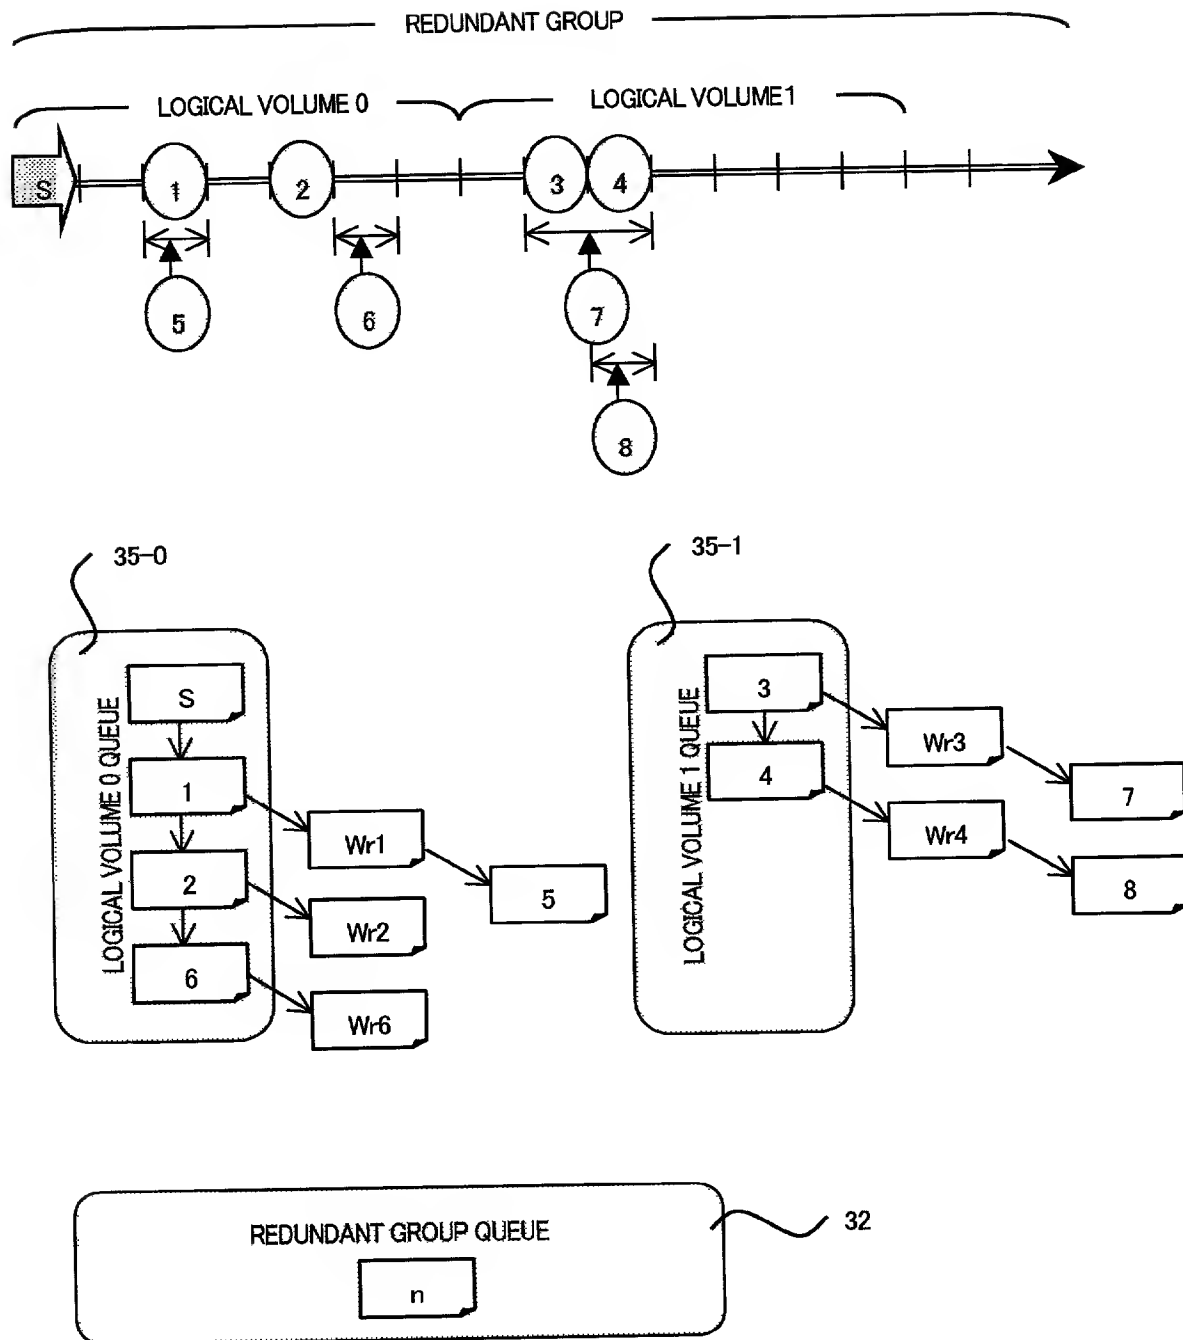 REDUNDANT GROUP
LOGICAL VOLUME 0
LOGICAL VOLUME1
S
1
2
3
4
5
6
7
8
35-0
35-1
LOGICAL VOLUME 0 QUEUE
S
1
2
6
Wr1
Wr2
Wr6
5
LOGICAL VOLUME 1 QUEUE
3
4
Wr3
Wr4
7
8
REDUNDANT GROUP QUEUE
n
32